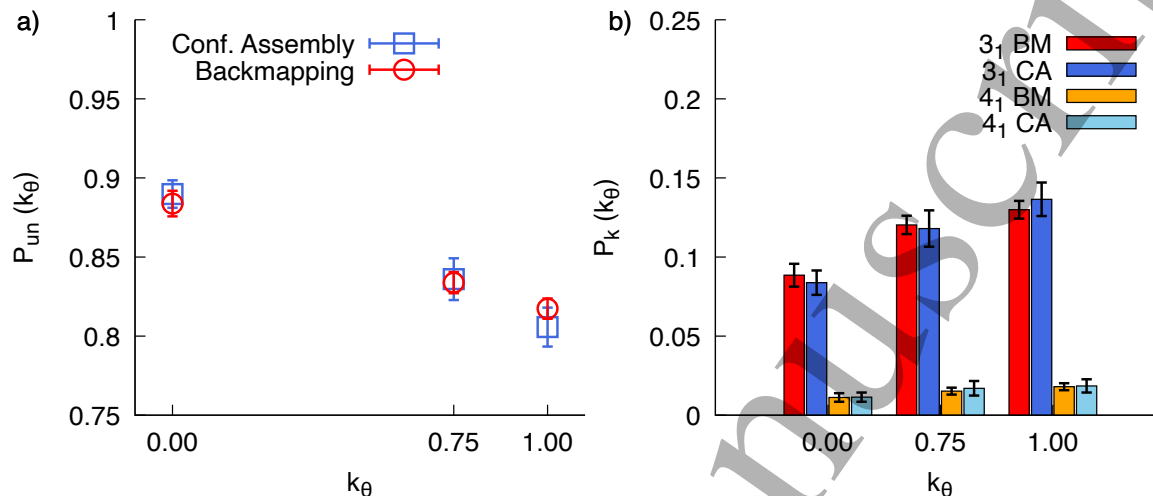 a)
Conf. Assembly
Backmapping
1
0.95
0.9
0.85
0.8
0.75
P_un (k_θ)
0.00
0.75
1.00
k_θ
b)
3_1 BM
3_1 CA
4_1 BM
4_1 CA
0.25
0.2
0.15
0.1
0.05
0
P_k (k_θ)
0.00
0.75
1.00
k_θ
nuscri